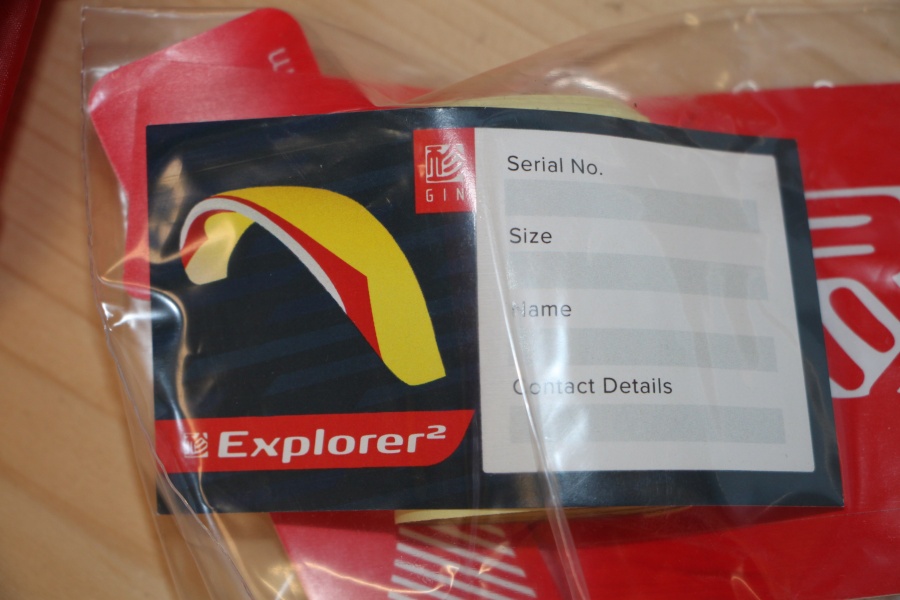 GIN
Serial No.
Size
Name
Contact Details
Explorer²